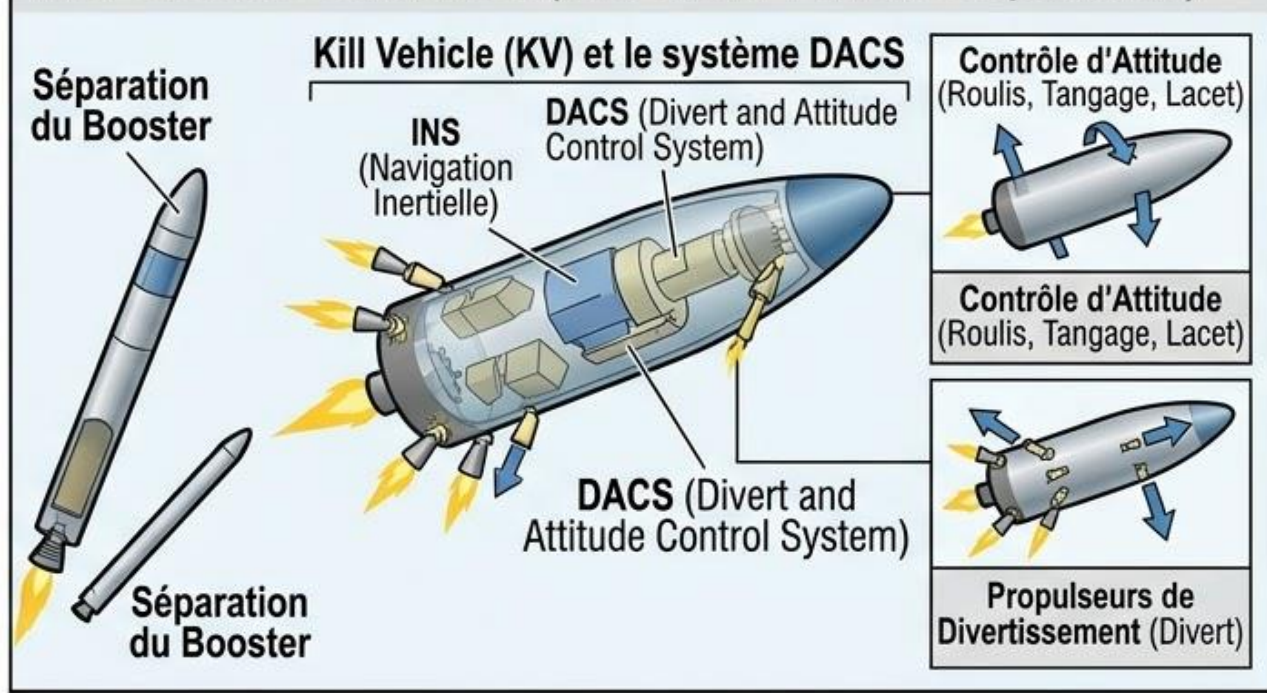 Kill Vehicle (KV) et le système DACS
Séparation
du Booster
INS
(Navigation
Inertielle)
DACS (Divert and Attitude
Control System)
DACS (Divert and
Attitude Control System)
Séparation
du Booster
Contrôle d'Attitude
(Roulis, Tangage, Lacet)
Contrôle d'Attitude
(Roulis, Tangage, Lacet)
Propulseurs de
Divertissement (Divert)